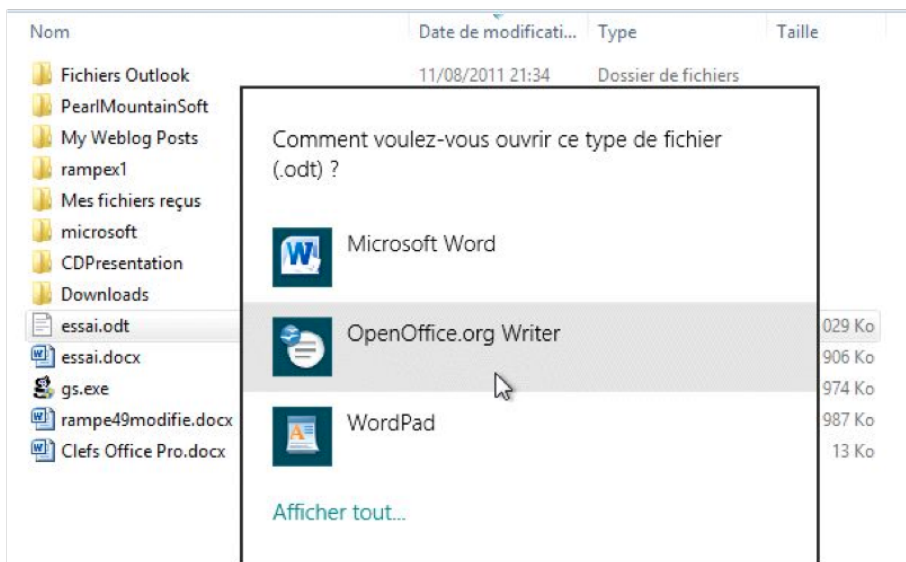 Nom Date de modificati... Type Taille
Fichiers Outlook 11/08/2011 21:34 Dossier de fichiers
PearlMountainSoft
My Weblog Posts
rampex1
Mes fichiers reçus
microsoft
CDPresentation
Downloads
essai.odt 029 Ko
essai.docx 906 Ko
gs.exe 974 Ko
rampe49modifie.docx 987 Ko
Clefs Office Pro.docx 13 Ko
Comment voulez-vous ouvrir ce type de fichier
(.odt) ?
Microsoft Word
OpenOffice.org Writer
WordPad
Afficher tout...